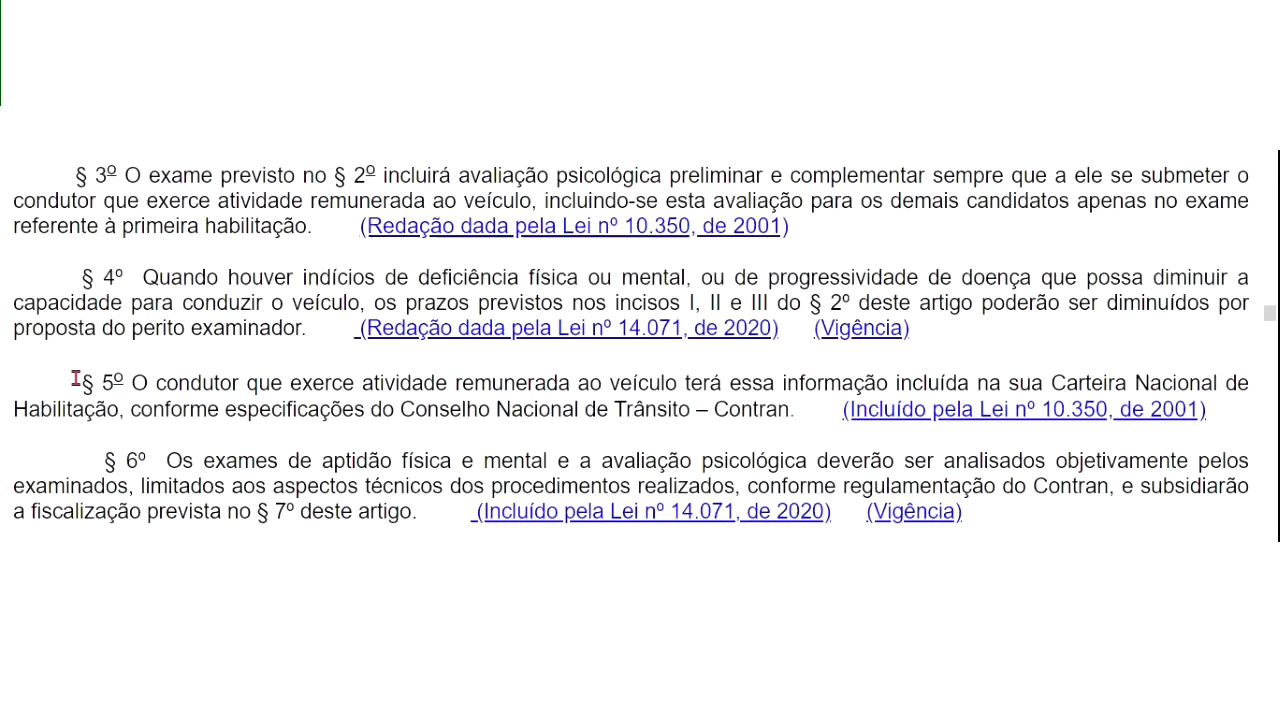 § 3º O exame previsto no § 2º incluirá avaliação psicológica preliminar e complementar sempre que a ele se submeter o
condutor que exerce atividade remunerada ao veículo, incluindo-se esta avaliação para os demais candidatos apenas no exame
referente à primeira habilitação. (Redação dada pela Lei nº 10.350, de 2001)
§ 4º Quando houver indícios de deficiência física ou mental, ou de progressividade de doença que possa diminuir a
capacidade para conduzir o veículo, os prazos previstos nos incisos I, II e III do § 2º deste artigo poderão ser diminuídos por
proposta do perito examinador. (Redação dada pela Lei nº 14.071, de 2020) (Vigência)
§ 5º O condutor que exerce atividade remunerada ao veículo terá essa informação incluída na sua Carteira Nacional de
Habilitação, conforme especificações do Conselho Nacional de Trânsito – Contran. (Incluído pela Lei nº 10.350, de 2001)
§ 6º Os exames de aptidão física e mental e a avaliação psicológica deverão ser analisados objetivamente pelos
examinados, limitados aos aspectos técnicos dos procedimentos realizados, conforme regulamentação do Contran, e subsidiarão
a fiscalização prevista no § 7º deste artigo. (Incluído pela Lei nº 14.071, de 2020) (Vigência)